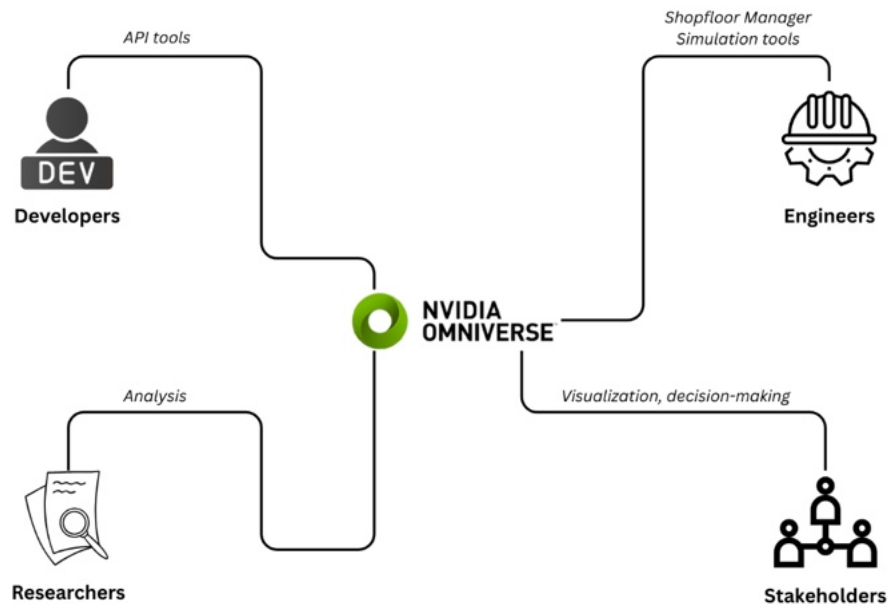 API tools
Shopfloor Manager
Simulation tools
DEV
Developers
Engineers
NVIDIA
OMNIVERSE
Analysis
Visualization, decision-making
Researchers
Stakeholders